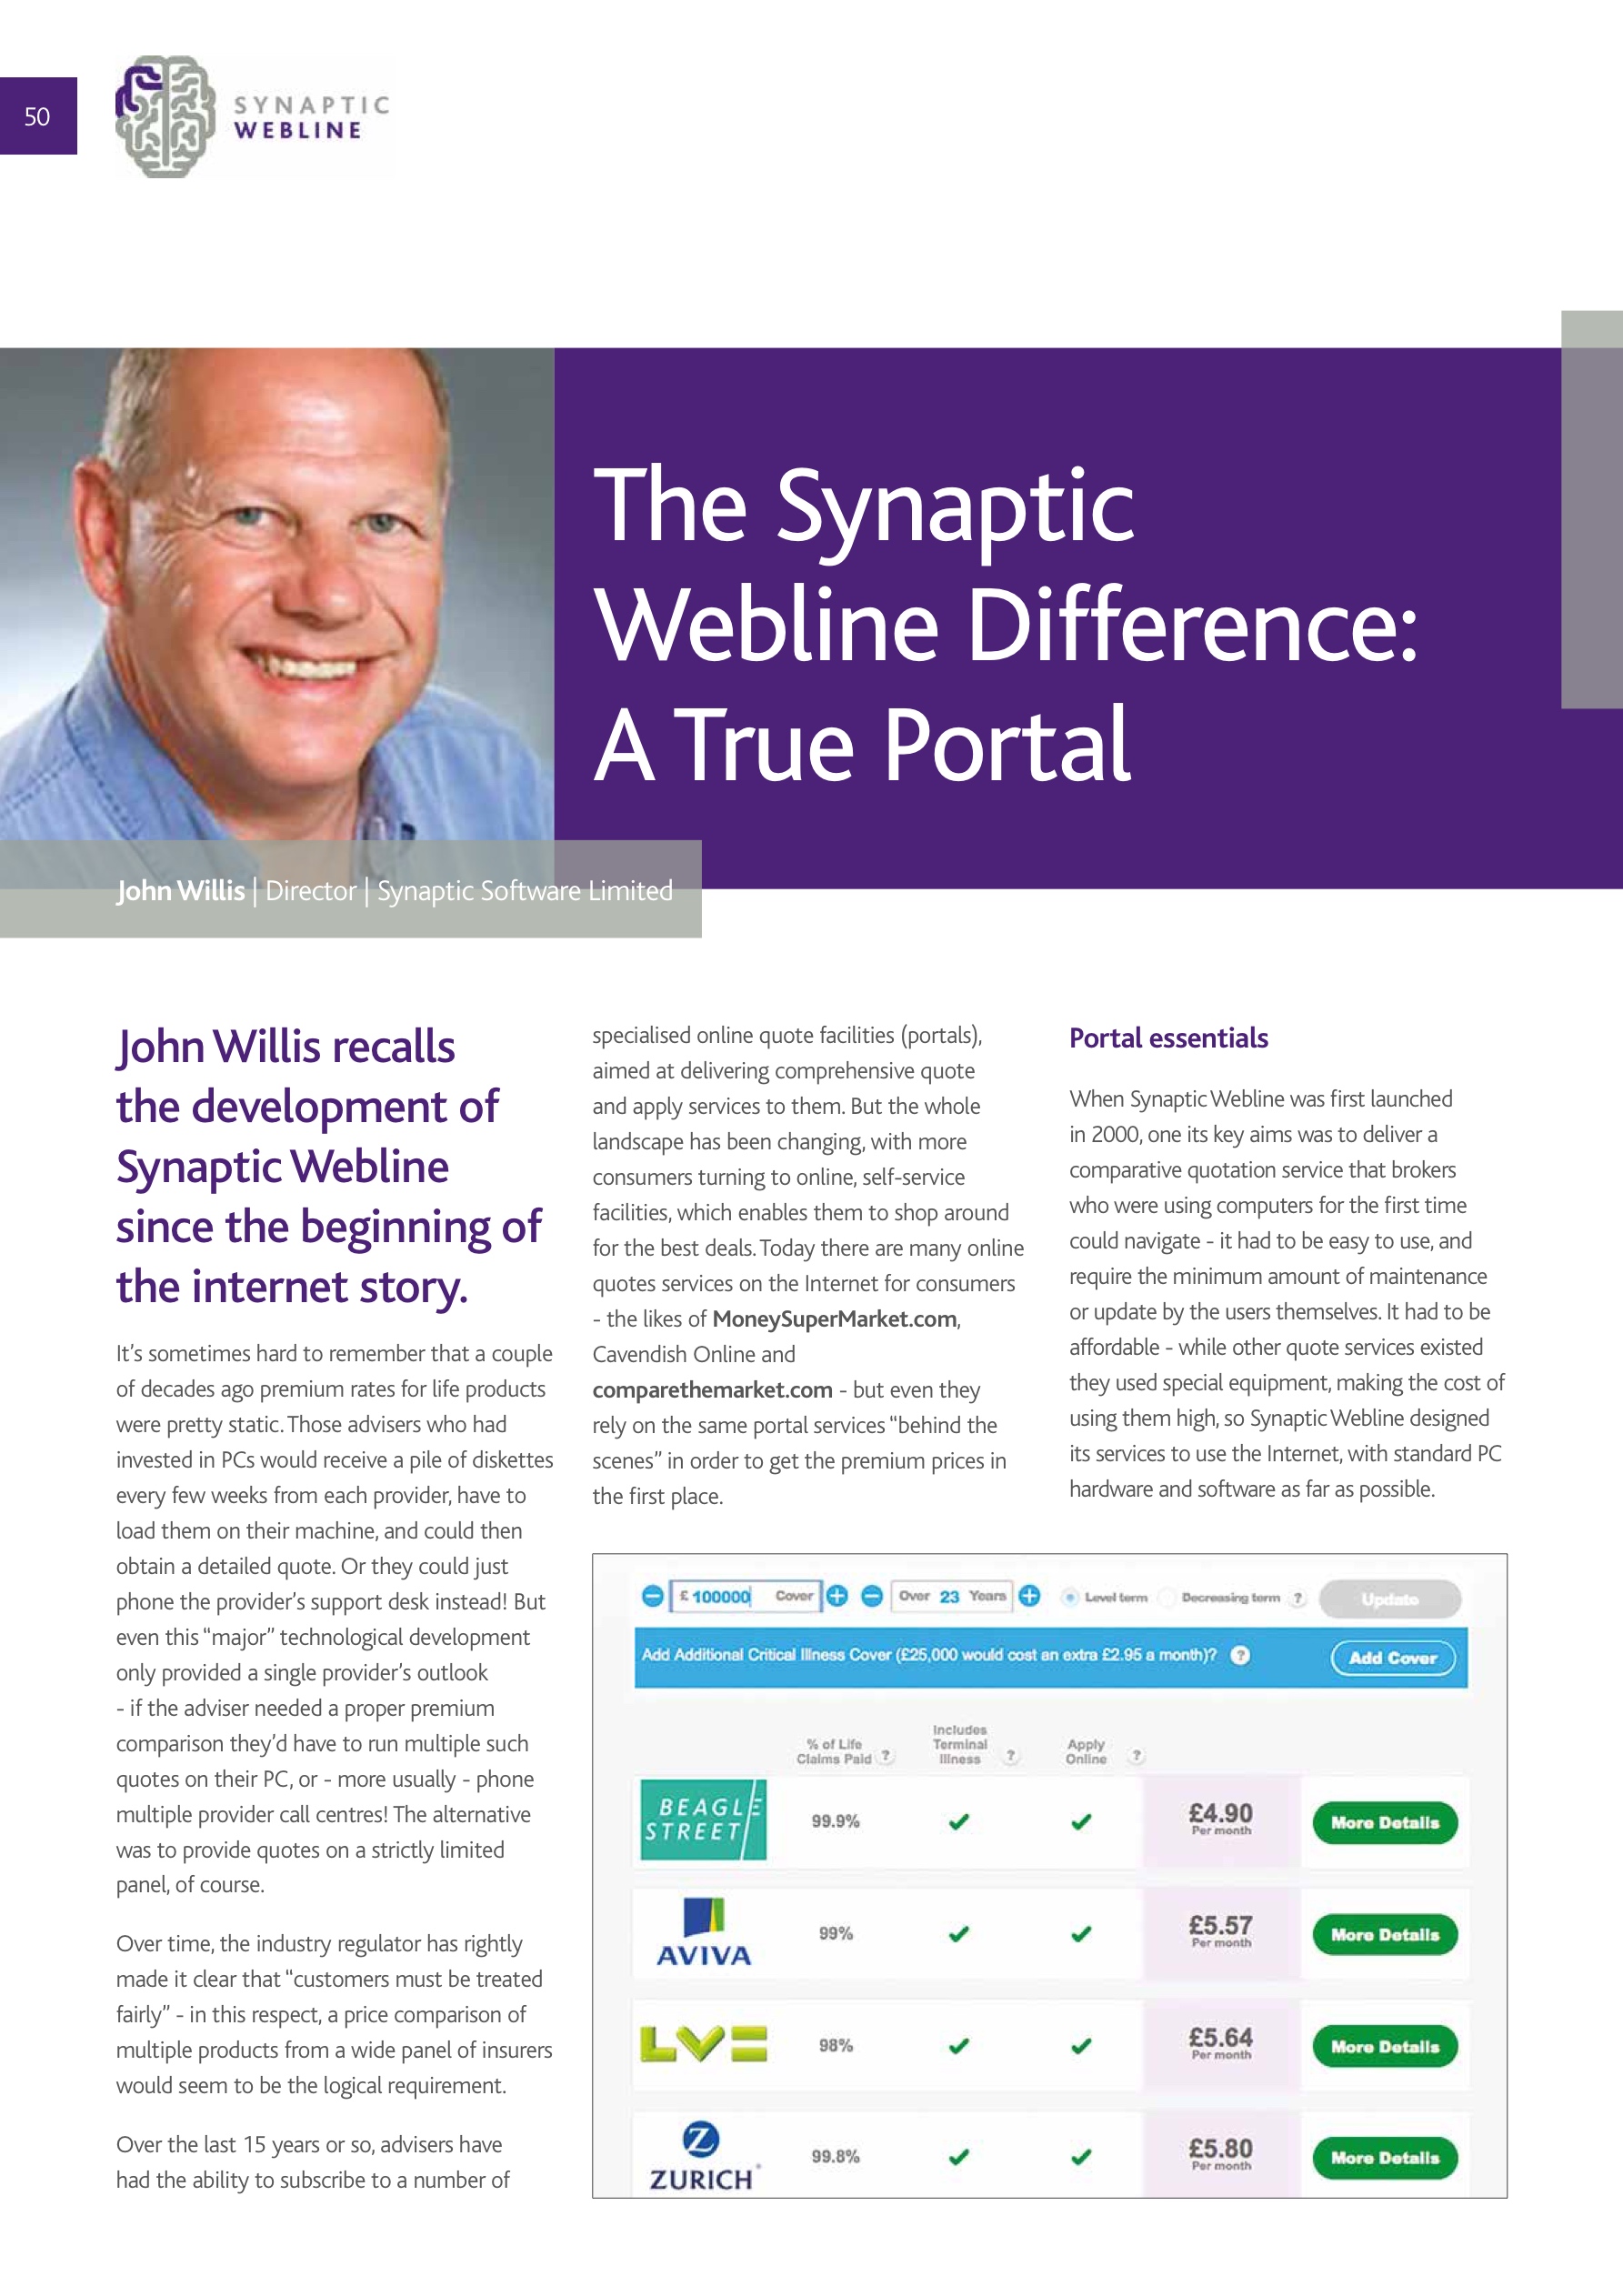 50
SYNAPTIC
WEBLINE
The Synaptic
Webline Difference:
A True Portal
John Willis | Director | Synaptic Software Limited
John Willis recalls
the development of
Synaptic Webline
since the beginning of
the internet story.
It's sometimes hard to remember that a couple
of decades ago premium rates for life products
were pretty static. Those advisers who had
invested in PCs would receive a pile of diskettes
every few weeks from each provider, have to
load them on their machine, and could then
obtain a detailed quote. Or they could just
phone the provider's support desk instead! But
even this "major" technological development
only provided a single provider's outlook
- if the adviser needed a proper premium
comparison they'd have to run multiple such
quotes on their PC, or - more usually - phone
multiple provider call centres! The alternative
was to provide quotes on a strictly limited
panel, of course.
Over time, the industry regulator has rightly
made it clear that "customers must be treated
fairly" - in this respect, a price comparison of
multiple products from a wide panel of insurers
would seem to be the logical requirement.
Over the last 15 years or so, advisers have
had the ability to subscribe to a number of
specialised online quote facilities (portals),
aimed at delivering comprehensive quote
and apply services to them. But the whole
landscape has been changing, with more
consumers turning to online, self-service
facilities, which enables them to shop around
for the best deals. Today there are many online
quotes services on the Internet for consumers
- the likes of MoneySuperMarket.com,
Cavendish Online and
comparethemarket.com - but even they
rely on the same portal services "behind the
scenes" in order to get the premium prices in
the first place.
Portal essentials
When Synaptic Webline was first launched
in 2000, one its key aims was to deliver a
comparative quotation service that brokers
who were using computers for the first time
could navigate - it had to be easy to use, and
require the minimum amount of maintenance
or update by the users themselves. It had to be
affordable - while other quote services existed
they used special equipment, making the cost of
using them high, so Synaptic Webline designed
its services to use the Internet, with standard PC
hardware and software as far as possible.
£ 100000 Cover Over 23 Years Level term Decreasing term ? Update
Add Additional Critical Illness Cover (£25,000 would cost an extra £2.95 a month)? ? Add Cover
% of Life
Claims Paid ?
Includes
Terminal
Illness ?
Apply
Online ?
BEAGLE
STREET
99.9% £4.90 More Details
Per month
AVIVA
99% £5.57 More Details
Per month
LV=
98% £5.64 More Details
Per month
ZURICH
99.8% £5.80 More Details
Per month